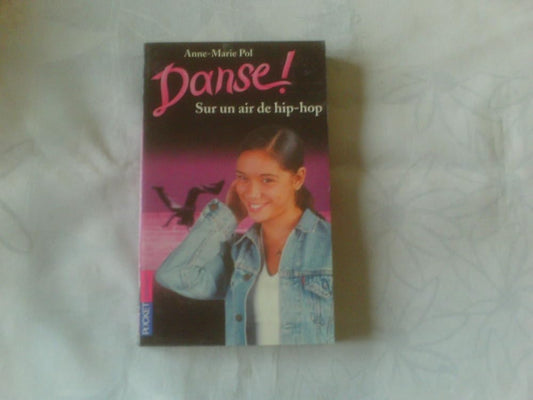 Anne-Marie Pol
Danse!
Sur un air de hip-hop
POCKET